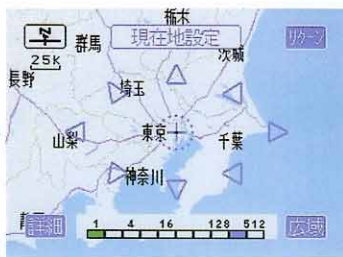 栃木
群馬
現在地設定
リターン
25K
茨城
長野
埼玉
山梨
東京
千葉
神奈川
詳細
1 4 16 128 512
広域